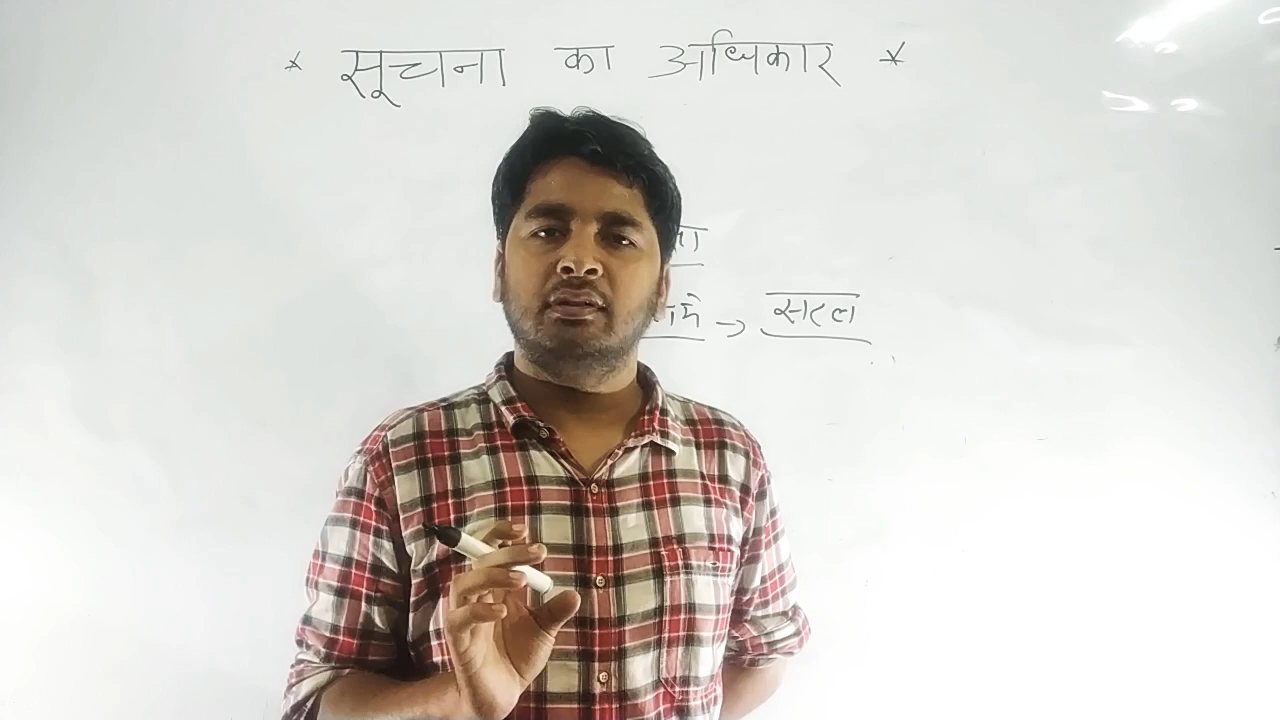 * सूचना का अधिकार *
→ सरल